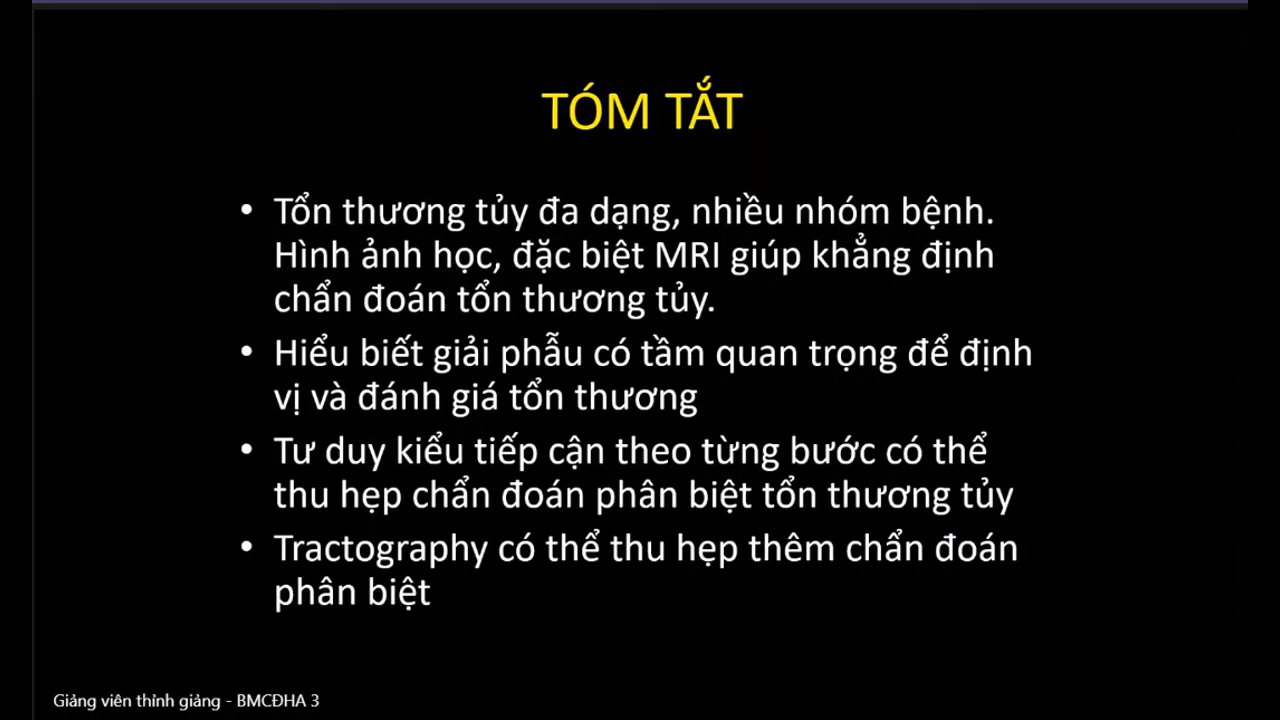 TÓM TẮT
• Tổn thương tủy đa dạng, nhiều nhóm bệnh.
Hình ảnh học, đặc biệt MRI giúp khẳng định
chẩn đoán tổn thương tủy.
• Hiểu biết giải phẫu có tầm quan trọng để định
vị và đánh giá tổn thương
• Tư duy kiểu tiếp cận theo từng bước có thể
thu hẹp chẩn đoán phân biệt tổn thương tủy
• Tractography có thể thu hẹp thêm chẩn đoán
phân biệt
Giảng viên thỉnh giảng - BMCĐHA 3